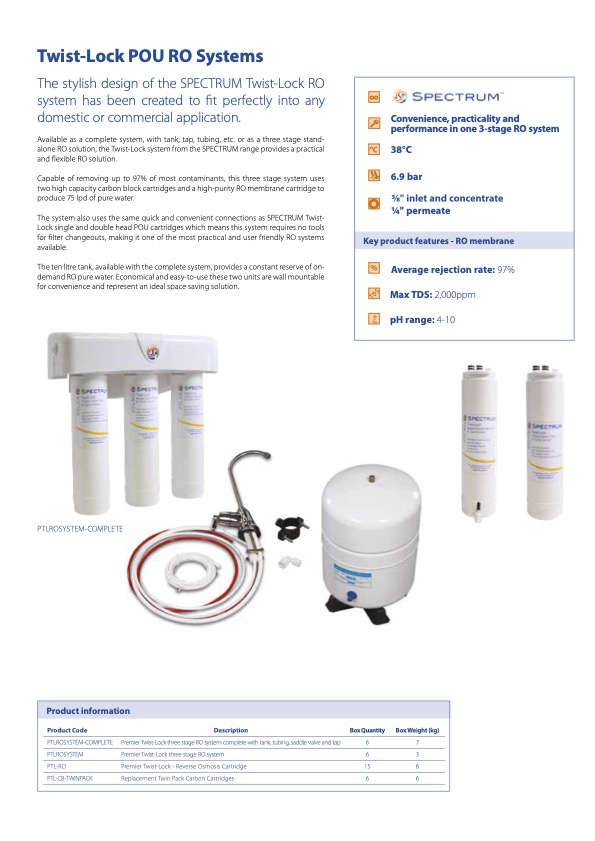 Twist-Lock POU RO Systems
The stylish design of the SPECTRUM Twist-Lock RO
system has been created to fit perfectly into any
domestic or commercial application.
Available as a complete system, with tank, tap, tubing, etc. or as a three stage stand-
alone RO solution, the Twist-Lock system from the SPECTRUM range provides a practical
and flexible RO solution.
Capable of removing up to 97% of most contaminants, this three stage system uses
two high capacity carbon block cartridges and a high-purity RO membrane cartridge to
produce 75 lpd of pure water.
The system also uses the same quick and convenient connections as SPECTRUM Twist-
Lock single and double head POU cartridges which means this system requires no tools
for filter changeouts, making it one of the most practical and user friendly RO systems
available.
The ten litre tank, available with the complete system, provides a constant reserve of on-
demand RO pure water. Economical and easy-to-use these two units are wall mountable
for convenience and represent an ideal space saving solution.
SPECTRUM™
Convenience, practicality and
performance in one 3-stage RO system
°C 38°C
6.9 bar
⅜" inlet and concentrate
¼" permeate
Key product features - RO membrane
% Average rejection rate: 97%
Max TDS: 2,000ppm
pH range: 4-10
SPECTRUM
SPECTRUM
SPECTRUM
SPECTRUM
SPECTRUM
PTLROSYSTEM-COMPLETE
Product information
Product Code Description Box Quantity Box Weight (kg)
PTLROSYSTEM-COMPLETE Premier Twist-Lock three stage RO system complete with tank, tubing, saddle valve and tap 6 7
PTLROSYSTEM Premier Twist-Lock three stage RO system 6 3
PTL-RO Premier Twist-Lock - Reverse Osmosis Cartridge 15 6
PTL-CB-TWINPACK Replacement Twin Pack Carbon Cartridges 6 6